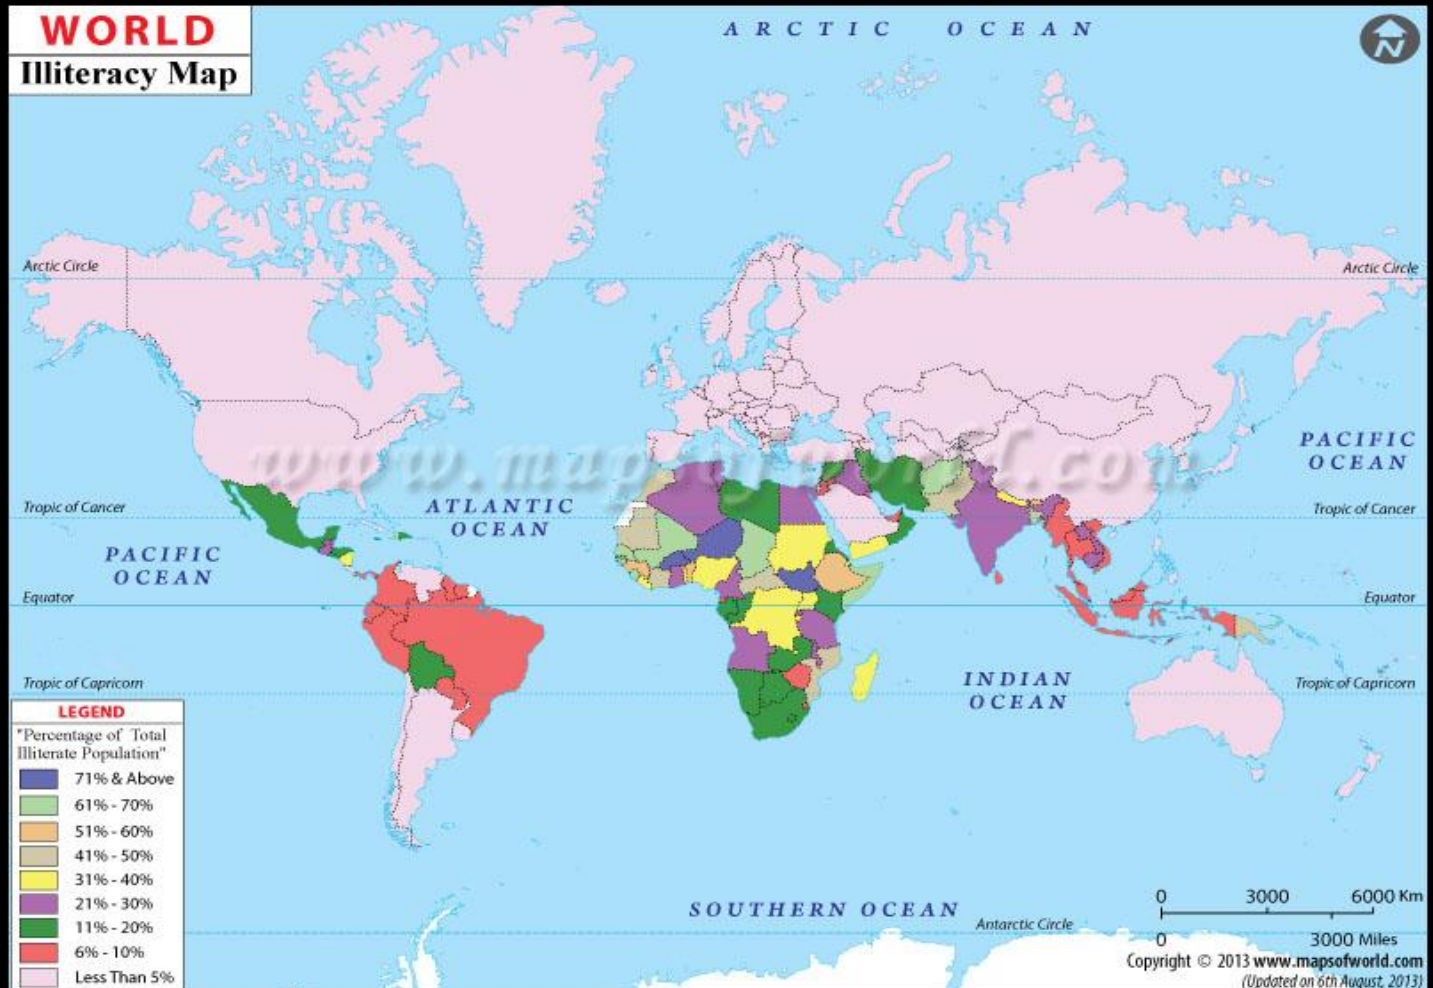 WORLD
Illiteracy Map
ARCTIC OCEAN
N
Arctic Circle
Arctic Circle
www.mapsofworld.com
PACIFIC
OCEAN
ATLANTIC
OCEAN
Tropic of Cancer
Tropic of Cancer
PACIFIC
OCEAN
Equator
Equator
INDIAN
OCEAN
Tropic of Capricorn
Tropic of Capricorn
LEGEND
"Percentage of Total
Illiterate Population"
71% & Above
61% - 70%
51% - 60%
41% - 50%
31% - 40%
21% - 30%
11% - 20%
6% - 10%
Less Than 5%
SOUTHERN OCEAN
Antarctic Circle
0 3000 6000 Km
0 3000 Miles
Copyright © 2013 www.mapsofworld.com
(Updated on 6th August, 2013)